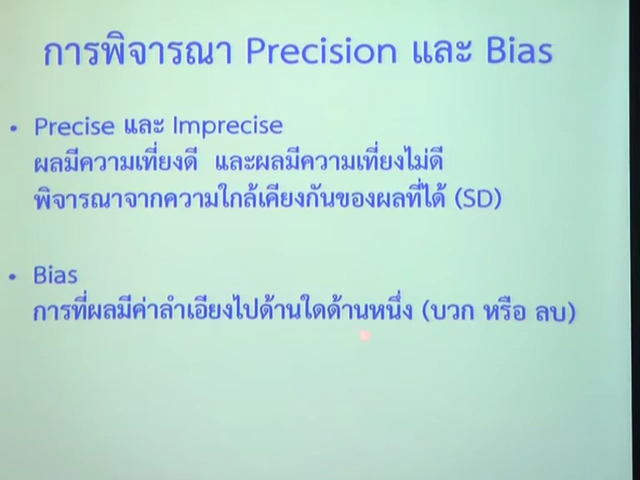 การพิจารณา Precision และ Bias
• Precise และ Imprecise
ผลมีความเที่ยงดี และผลมีความเที่ยงไม่ดี
พิจารณาจากความใกล้เคียงกันของผลที่ได้ (SD)
• Bias
การที่ผลมีค่าลำเอียงไปด้านใดด้านหนึ่ง (บวก หรือ ลบ)